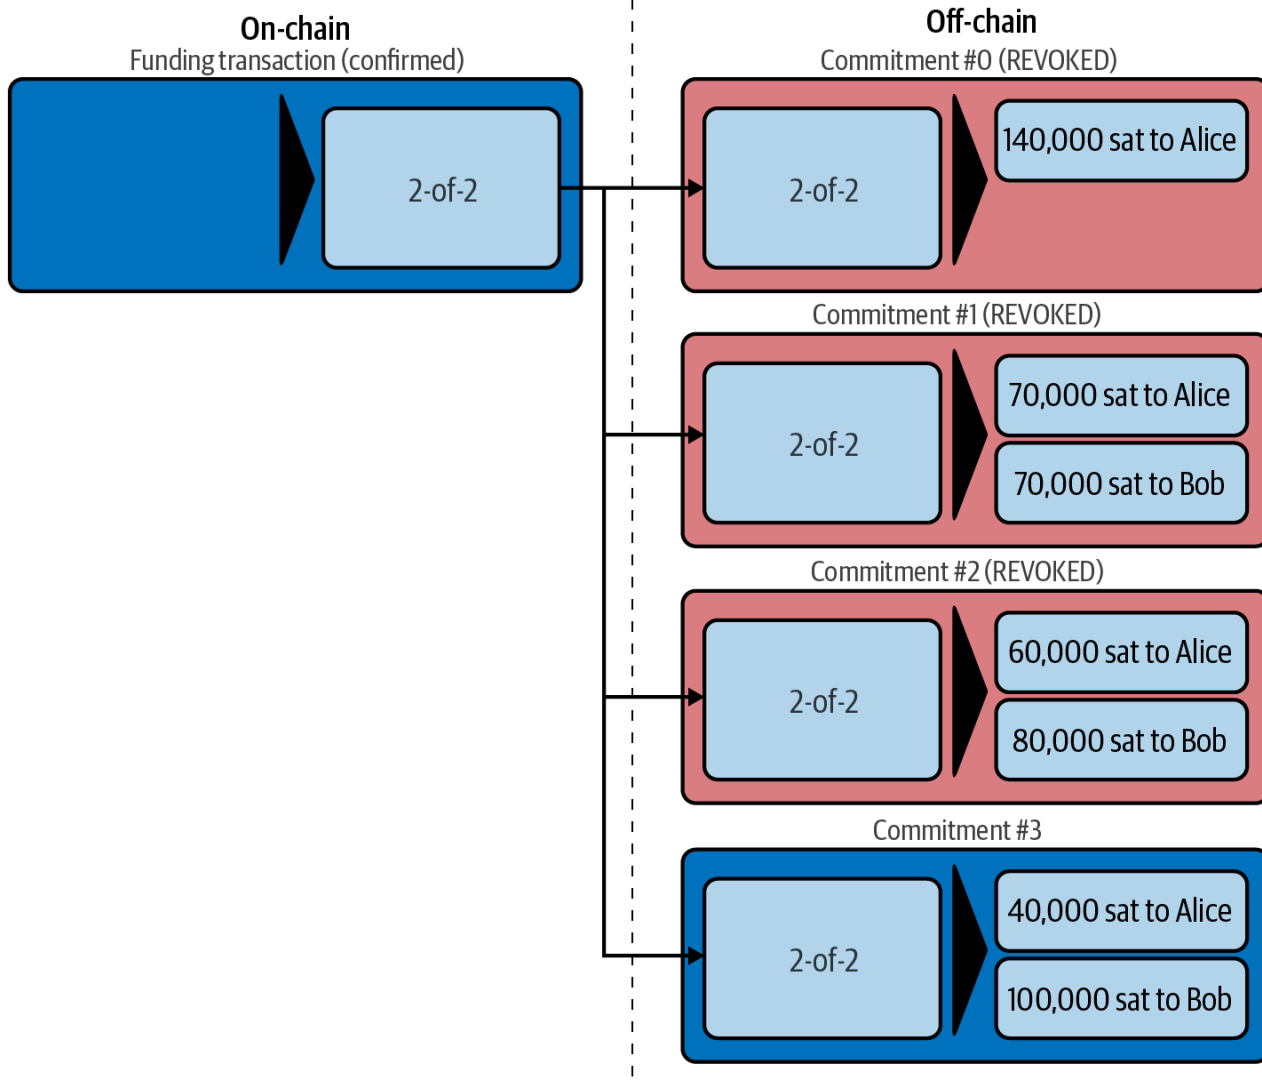 On-chain
Funding transaction (confirmed)
2-of-2
Off-chain
Commitment #0 (REVOKED)
2-of-2
140,000 sat to Alice
Commitment #1 (REVOKED)
2-of-2
70,000 sat to Alice
70,000 sat to Bob
Commitment #2 (REVOKED)
2-of-2
60,000 sat to Alice
80,000 sat to Bob
Commitment #3
2-of-2
40,000 sat to Alice
100,000 sat to Bob